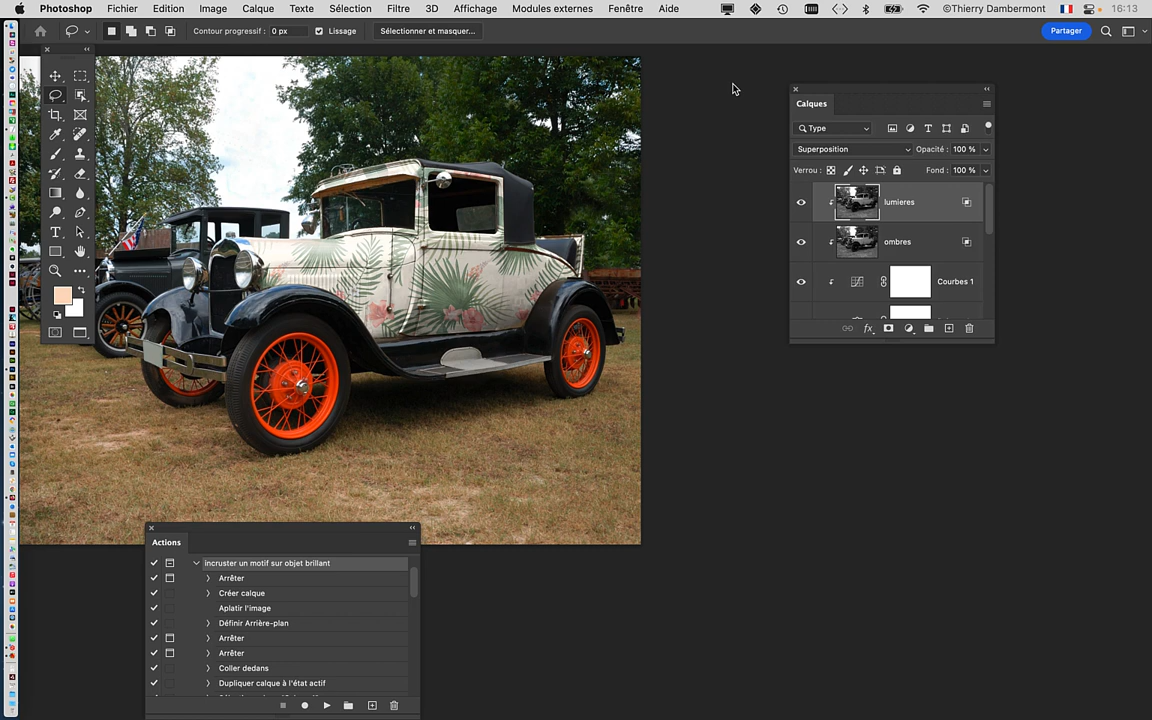 Photoshop Fichier Edition Image Calque Texte Sélection Filtre 3D Affichage Modules externes Fenêtre Aide ©Thierry Dambermont 16:13
Contour progressif : 0 px Lissage Sélectionner et masquer... Partager
Calques
Type
Superposition Opacité : 100 %
Verrou : Fond : 100 %
lumieres
ombres
Courbes 1
fx
Actions
incruster un motif sur objet brillant
Arrêter
Créer calque
Aplatir l'image
Définir Arrière-plan
Arrêter
Arrêter
Coller dedans
Dupliquer calque à l'état actif